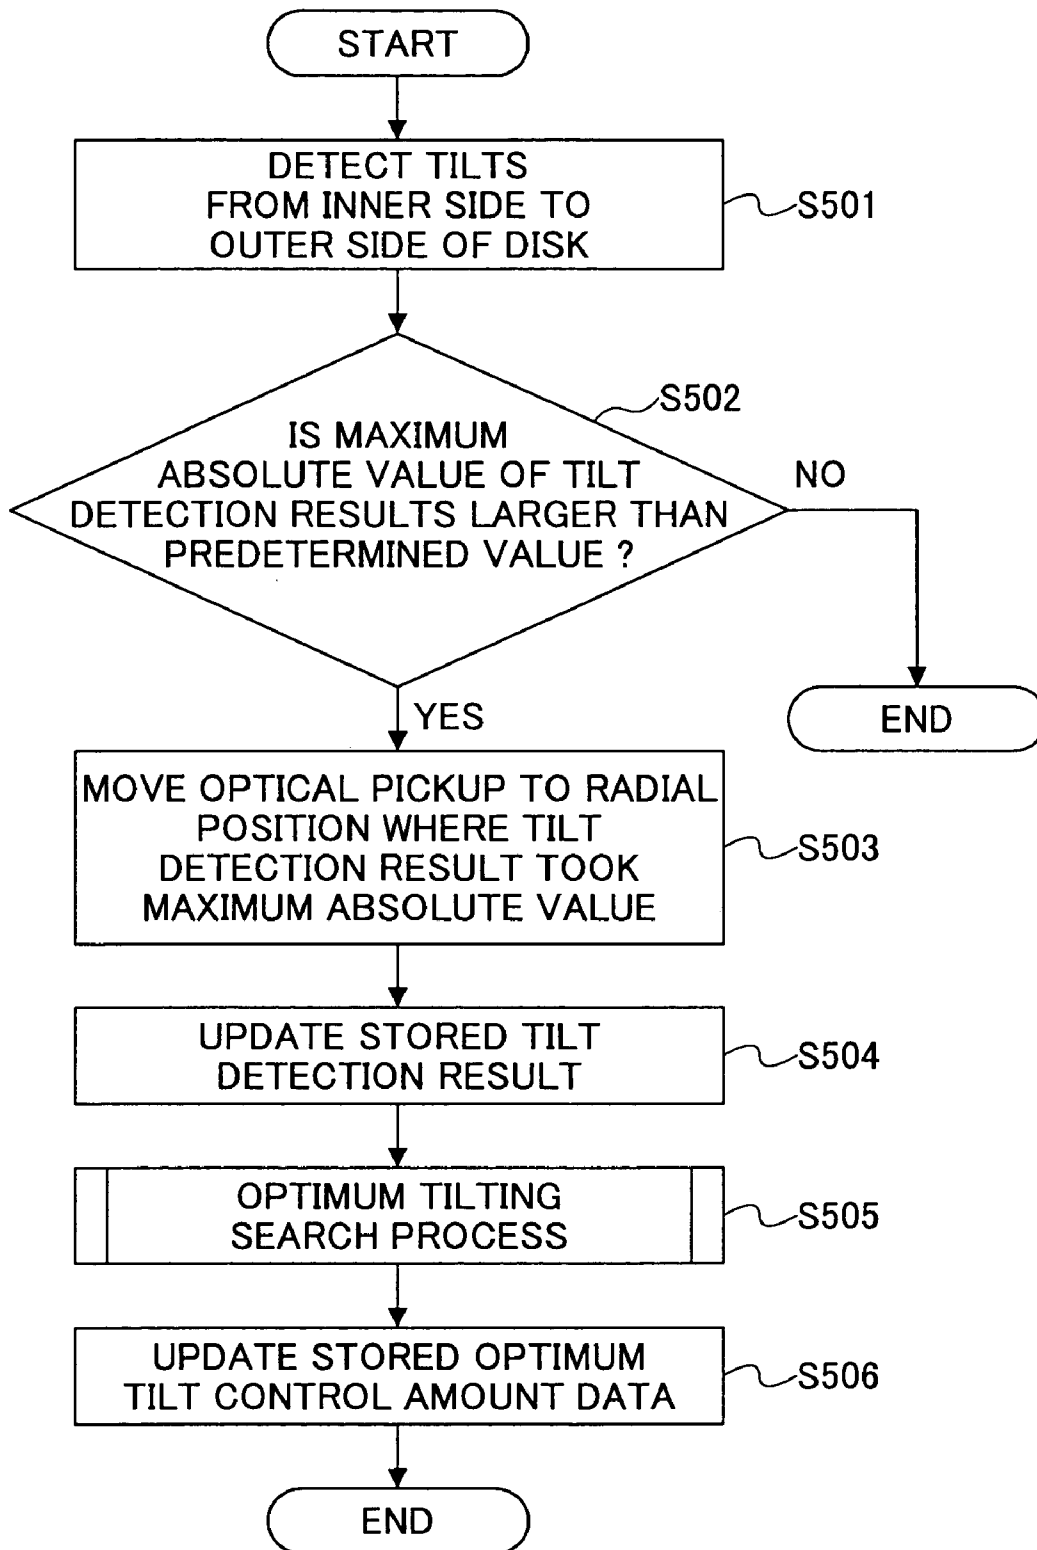 START
DETECT TILTS
FROM INNER SIDE TO
OUTER SIDE OF DISK
S501
S502
IS MAXIMUM
ABSOLUTE VALUE OF TILT
DETECTION RESULTS LARGER THAN
PREDETERMINED VALUE ?
NO
END
YES
MOVE OPTICAL PICKUP TO RADIAL
POSITION WHERE TILT
DETECTION RESULT TOOK
MAXIMUM ABSOLUTE VALUE
S503
UPDATE STORED TILT
DETECTION RESULT
S504
OPTIMUM TILTING
SEARCH PROCESS
S505
UPDATE STORED OPTIMUM
TILT CONTROL AMOUNT DATA
S506
END